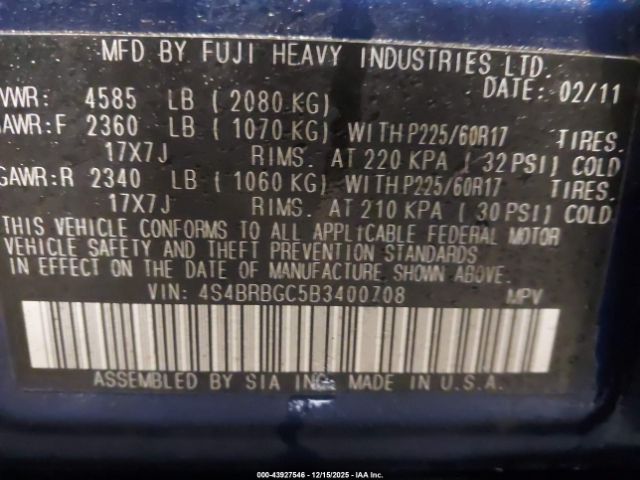 MFD BY FUJI HEAVY INDUSTRIES LTD.
DATE: 02/11
VWR: 4585 LB ( 2080 KG)
AWR:F 2360 LB ( 1070 KG) WITH P225/60R17 TIRES.
17X7J RIMS. AT 220 KPA ( 32 PSI) COLD
GAWR:R 2340 LB ( 1060 KG) WITH P225/60R17 TIRES.
17X7J RIMS. AT 210 KPA ( 30 PSI) COLD
THIS VEHICLE CONFORMS TO ALL APPLICABLE FEDERAL MOTOR
VEHICLE SAFETY AND THEFT PREVENTION STANDARDS
IN EFFECT ON THE DATE OF MANUFACTURE SHOWN ABOVE.
VIN: 4S4BRBGC5B3400708 MPV
ASSEMBLED BY SIA INC. MADE IN U.S.A.
000-43927546 - 12/15/2025 - COPYRIGHT IAA, LLC.